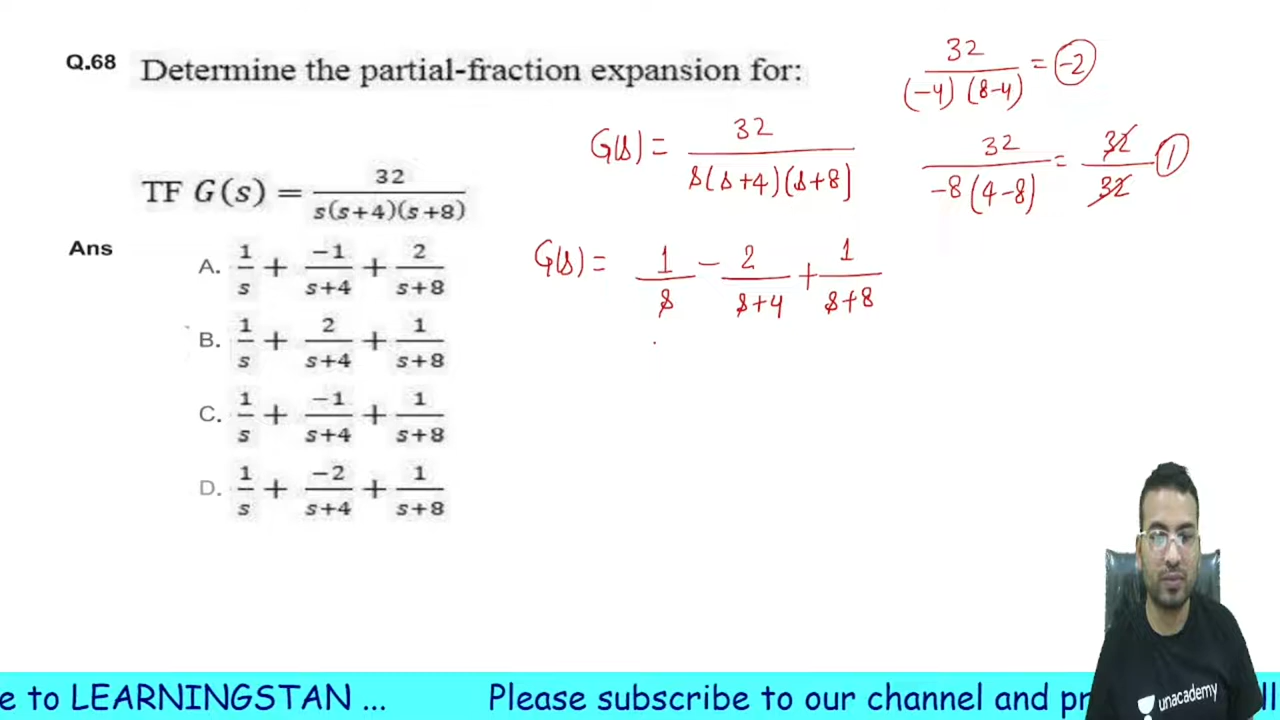 Q.68 Determine the partial-fraction expansion for:
TF G(s) = 32 / s(s+4)(s+8)
Ans
A. 1/s + -1/s+4 + 2/s+8
B. 1/s + 2/s+4 + 1/s+8
C. 1/s + -1/s+4 + 1/s+8
D. 1/s + -2/s+4 + 1/s+8
G(s) = 32 / s(s+4)(s+8)
G(s) = 1/s - 2/s+4 + 1/s+8
32 / (-4)(8-4) = -2
32 / -8(4-8) = 32/32 1
unacademy
e to LEARNINGSTAN ... Please subscribe to our channel and pr